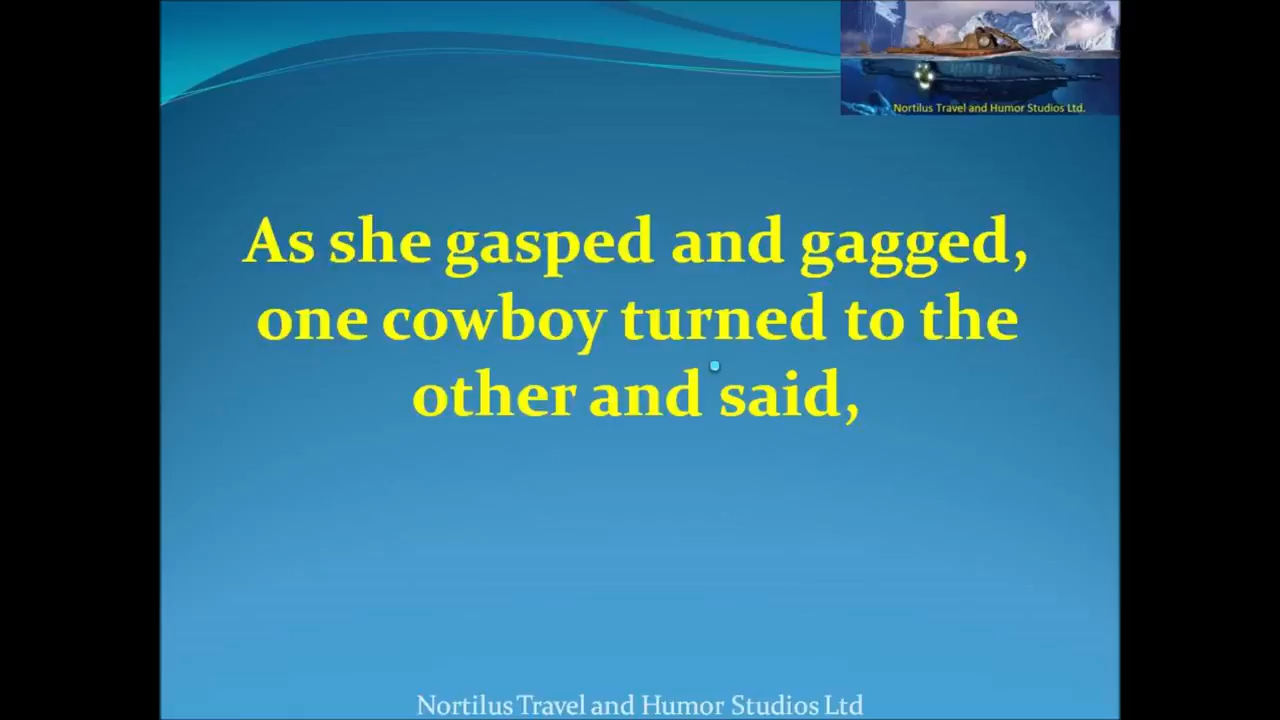 Nortilus Travel and Humor Studios Ltd.
As she gasped and gagged,
one cowboy turned to the
other and said,
Nortilus Travel and Humor Studios Ltd